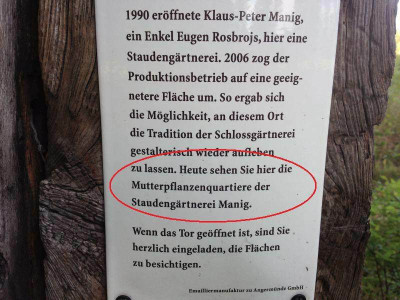 1990 eröffnete Klaus-Peter Manig,
ein Enkel Eugen Rosbrojs, hier eine
Staudengärtnerei. 2006 zog der
Produktionsbetrieb auf eine geeig-
netere Fläche um. So ergab sich
die Möglichkeit, an diesem Ort
die Tradition der Schlossgärtnerei
gestalterisch wieder aufleben
zu lassen. Heute sehen Sie hier die
Mutterpflanzenquartiere der
Staudengärtnerei Manig.
Wenn das Tor geöffnet ist, sind Sie
herzlich eingeladen, die Flächen
zu besichtigen.
Emailliermanufaktur zu Angermünde GmbH